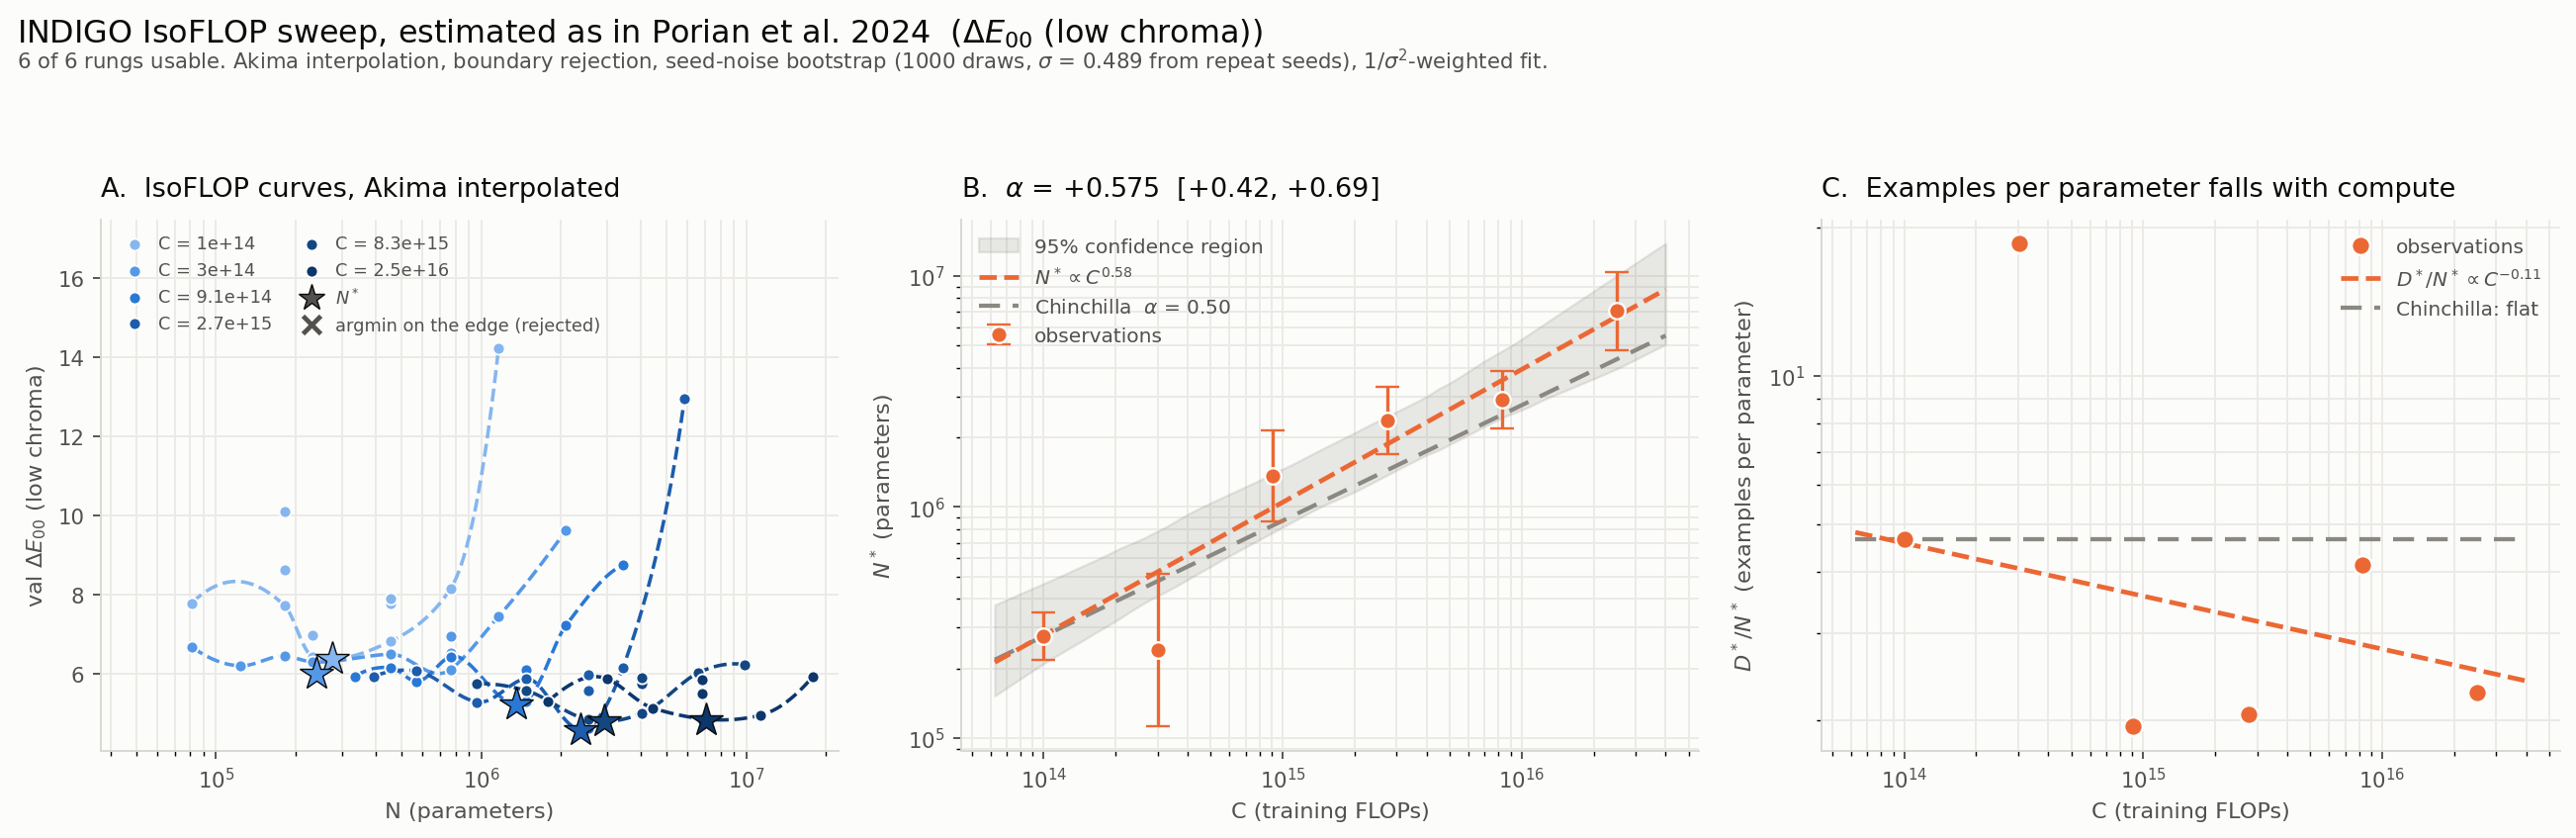 INDIGO IsoFLOP sweep, estimated as in Porian et al. 2024  (ΔE₀₀ (low chroma))
6 of 6 rungs usable. Akima interpolation, boundary rejection, seed-noise bootstrap (1000 draws, σ = 0.489 from repeat seeds), 1/σ²-weighted fit.
A.  IsoFLOP curves, Akima interpolated
C = 1e+14
C = 3e+14
C = 9.1e+14
C = 2.7e+15
C = 8.3e+15
C = 2.5e+16
N*
argmin on the edge (rejected)
val ΔE₀₀ (low chroma)
16
14
12
10
8
6
10⁵
10⁶
10⁷
N (parameters)
B.  α = +0.575  [+0.42, +0.69]
95% confidence region
N* ∝ C⁰·⁵⁸
Chinchilla  α = 0.50
observations
N* (parameters)
10⁷
10⁶
10⁵
10¹⁴
10¹⁵
10¹⁶
C (training FLOPs)
C.  Examples per parameter falls with compute
observations
D*/N* ∝ C⁻⁰·¹¹
Chinchilla: flat
D*/N* (examples per parameter)
10¹
10¹⁴
10¹⁵
10¹⁶
C (training FLOPs)